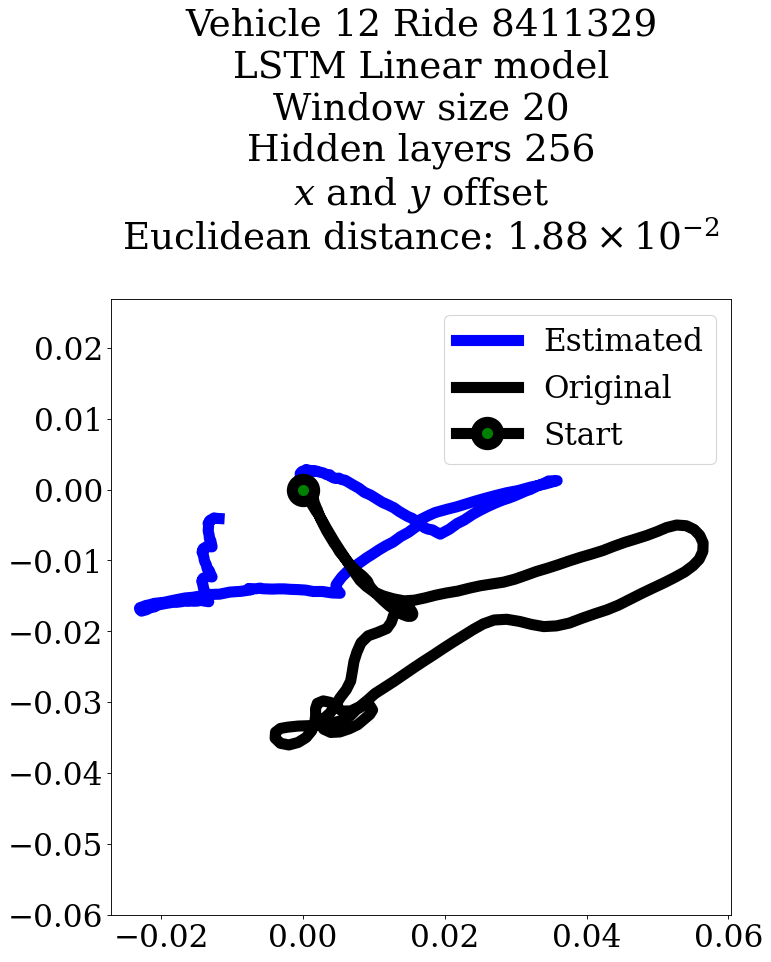 Vehicle 12 Ride 8411329
LSTM Linear model
Window size 20
Hidden layers 256
x and y offset
Euclidean distance: 1.88 × 10⁻²
Estimated
Original
Start
0.02
0.01
0.00
−0.01
−0.02
−0.03
−0.04
−0.05
−0.06
−0.02 0.00 0.02 0.04 0.06